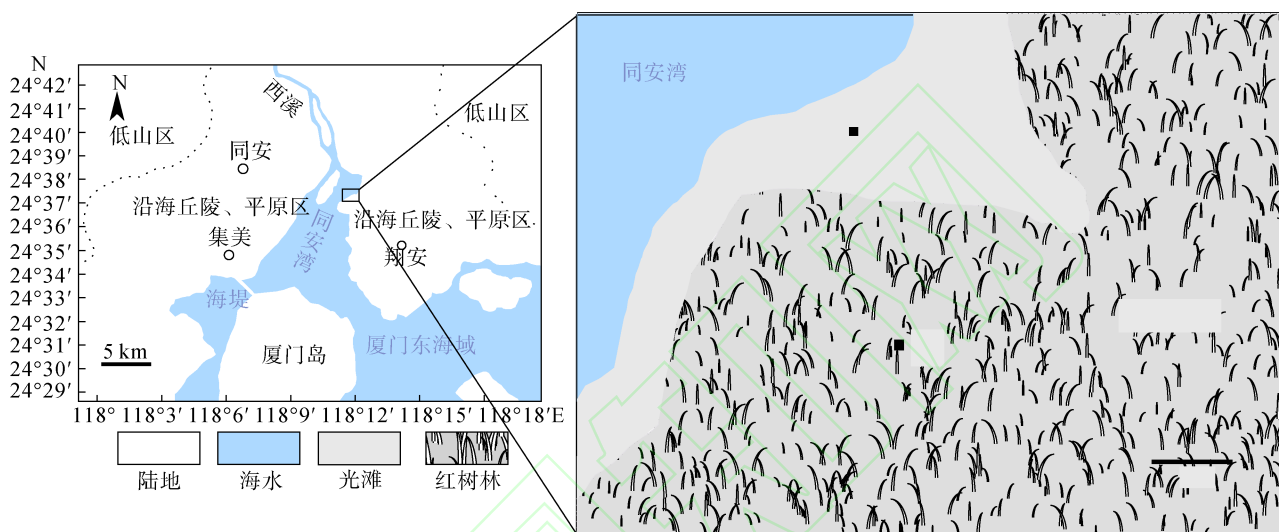 N
24°42′
24°41′
24°40′
24°39′
24°38′
24°37′
24°36′
24°35′
24°34′
24°33′
24°32′
24°31′
24°30′
24°29′
N
低山区
西溪
低山区
同安
沿海丘陵、平原区
同安湾
沿海丘陵、平原区
集美
翔安
海堤
厦门岛
厦门东海域
5 km
118° 118°3′ 118°6′ 118°9′ 118°12′ 118°15′ 118°18′E
陆地
海水
光滩
红树林
同安湾